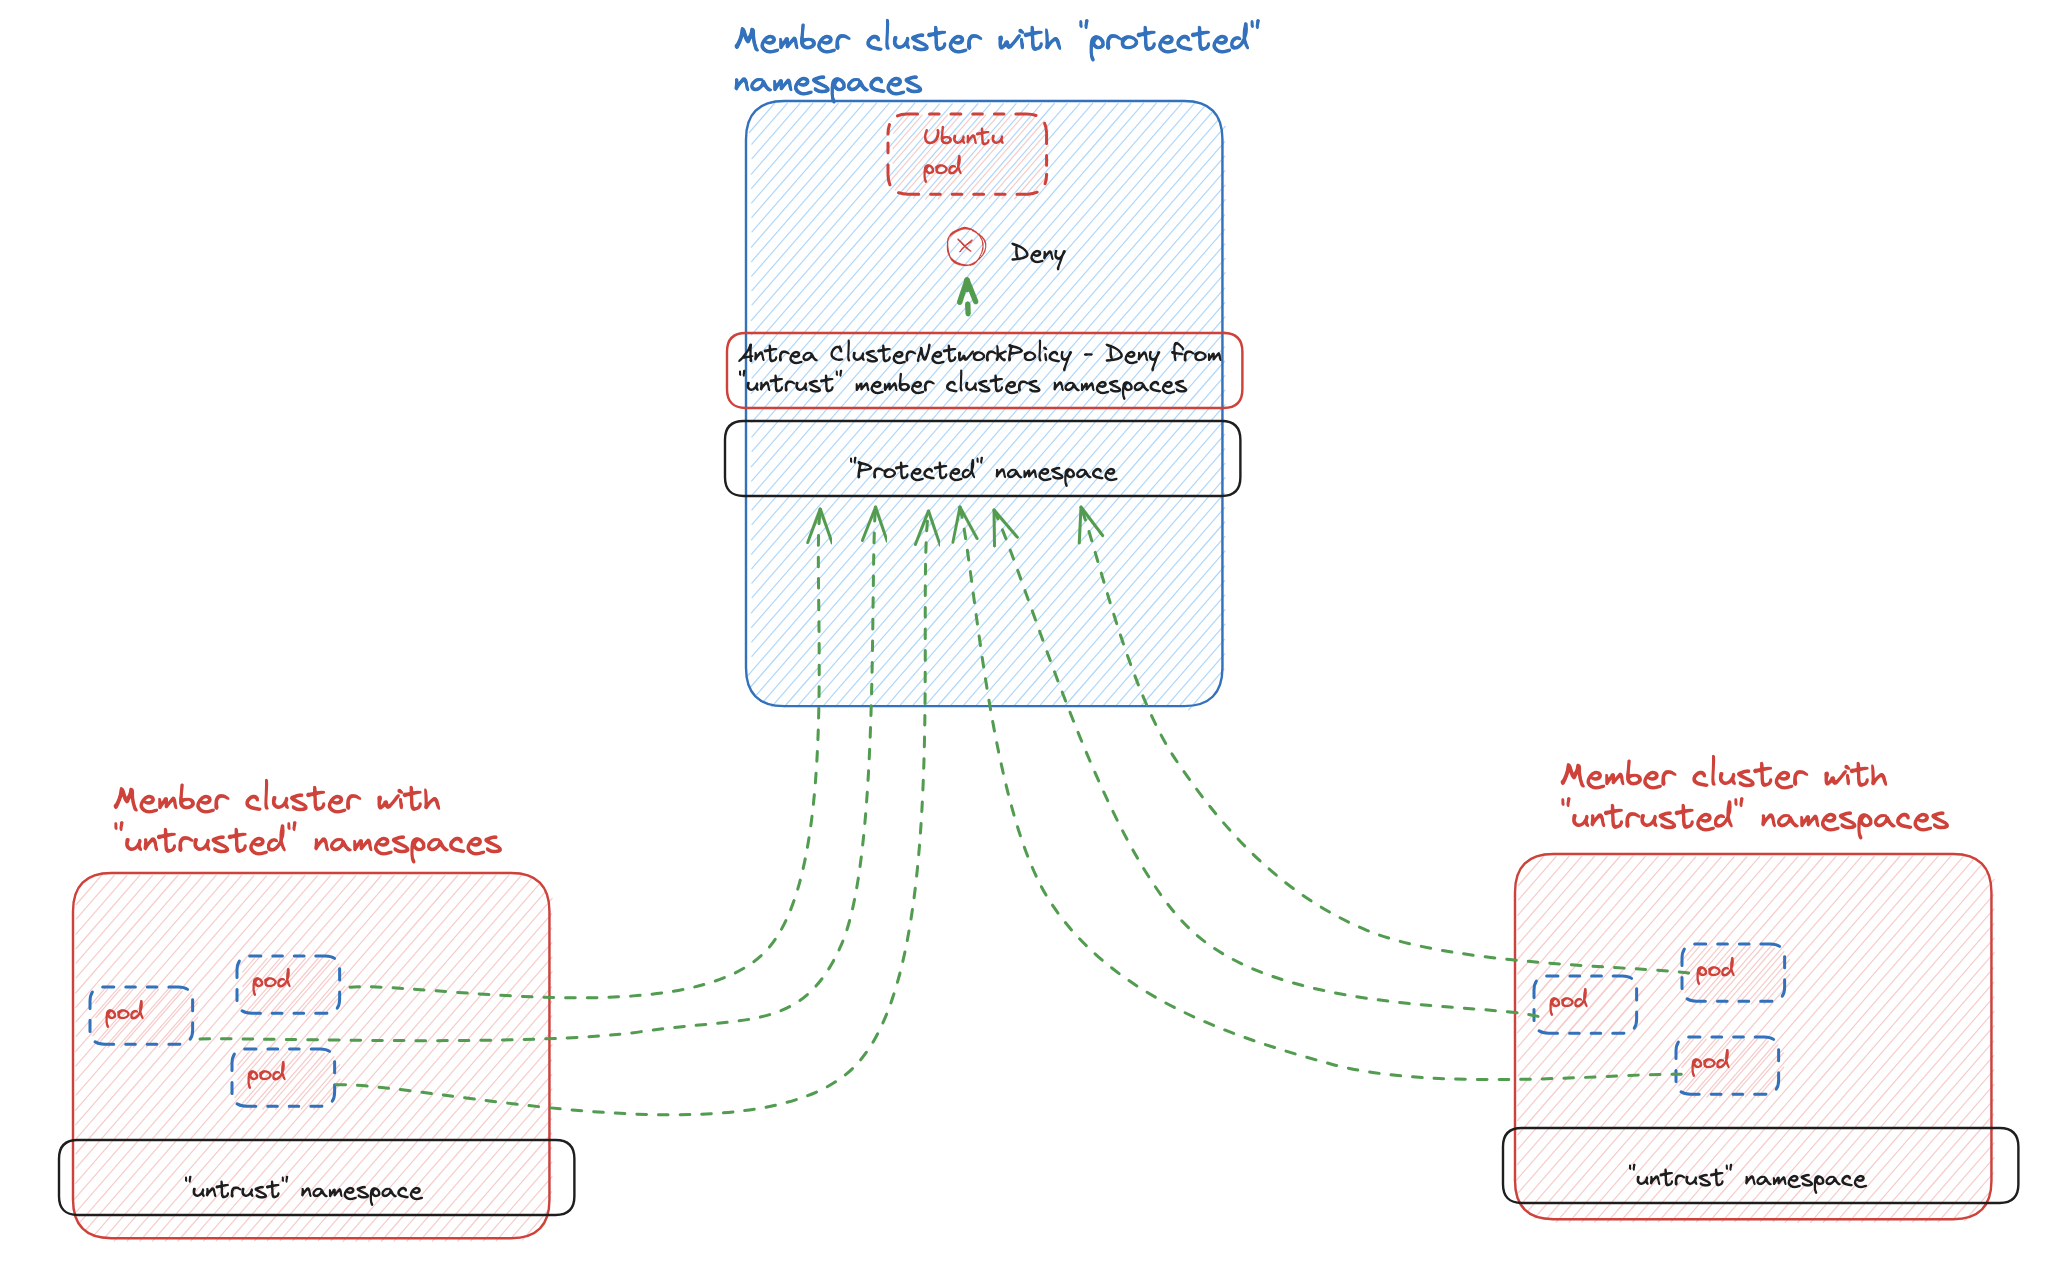 Member cluster with "protected"
namespaces
Ubuntu
pod
Deny
Antrea ClusterNetworkPolicy - Deny from
"untrust" member clusters namespaces
"Protected" namespace
Member cluster with
"untrusted" namespaces
pod
pod
pod
"untrust" namespace
Member cluster with
"untrusted" namespaces
pod
pod
pod
"untrust" namespace